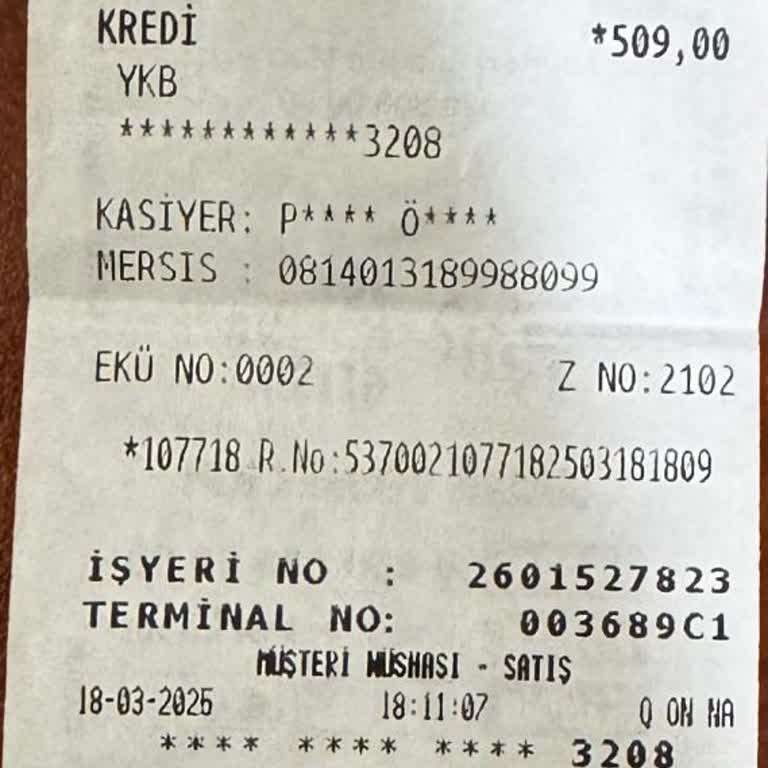 KREDİ *509,00
YKB
************3208
KASİYER: P**** Ö****
MERSIS : 0814013189988099
EKÜ NO:0002 Z NO:2102
*107718 R.No:5370021077182503181809
İŞYERİ NO : 2601527823
TERMİNAL NO: 003689C1
MÜŞTERİ NÜSHASI - SATIŞ
18-03-2025 18:11:07 Q ON NA
**** **** **** 3208